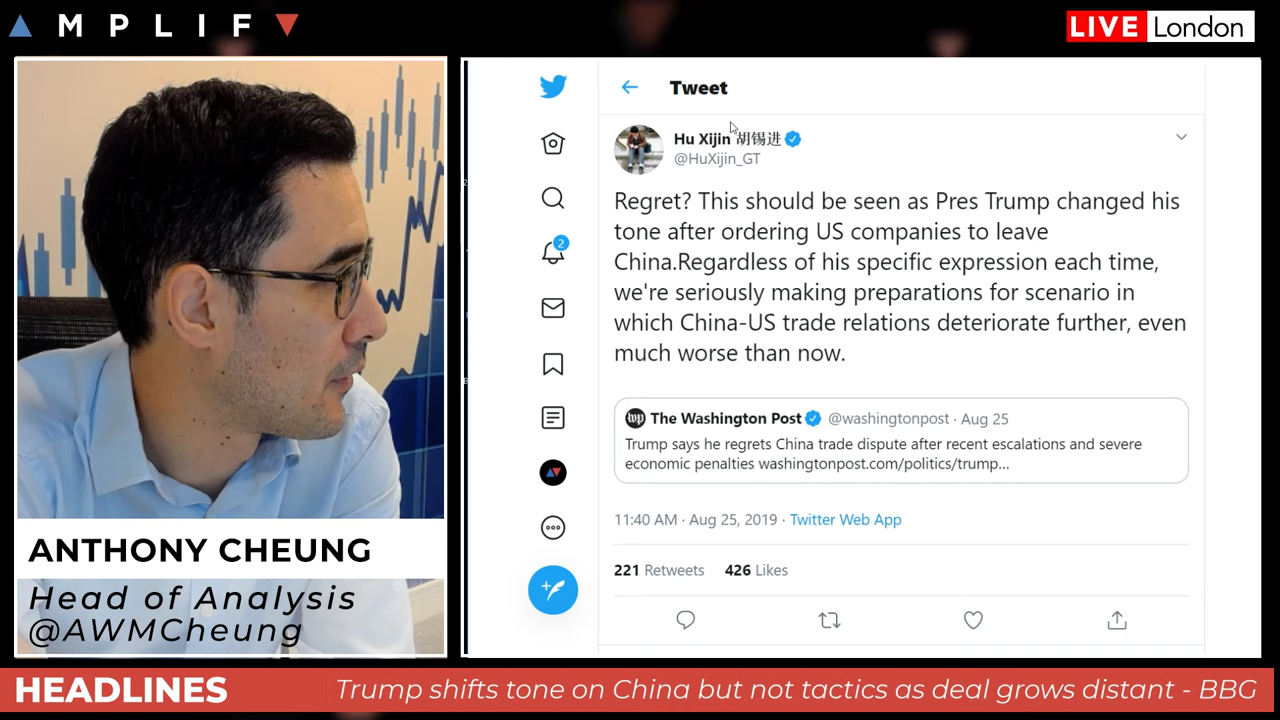 MPLIF
LIVE London
Tweet
Hu Xijin 胡锡进
@HuXijin_GT
Regret? This should be seen as Pres Trump changed his
tone after ordering US companies to leave
China.Regardless of his specific expression each time,
we're seriously making preparations for scenario in
which China-US trade relations deteriorate further, even
much worse than now.
wp The Washington Post @washingtonpost · Aug 25
Trump says he regrets China trade dispute after recent escalations and severe
economic penalties washingtonpost.com/politics/trump...
11:40 AM · Aug 25, 2019 · Twitter Web App
221 Retweets 426 Likes
2
ANTHONY CHEUNG
Head of Analysis
@AWMCheung
HEADLINES
Trump shifts tone on China but not tactics as deal grows distant - BBG